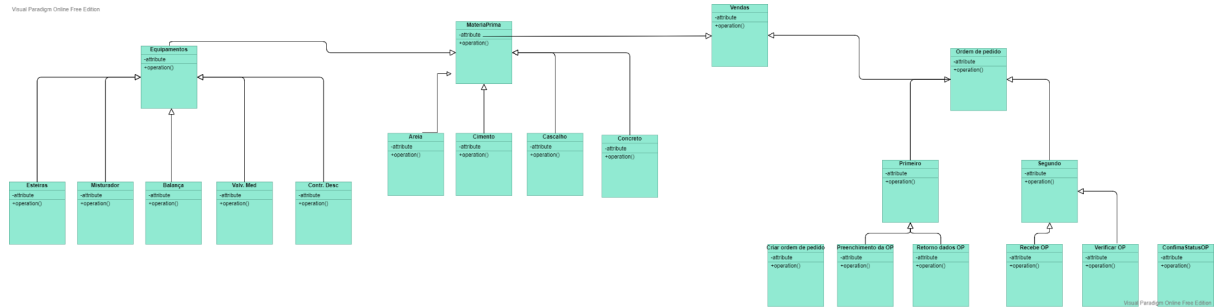 Visual Paradigm Online Free Edition
Vendas
-attribute
+operation()
MateriaPrima
-attribute
+operation()
Equipamentos
-attribute
+operation()
Ordem de pedido
-attribute
+operation()
Areia
-attribute
+operation()
Cimento
-attribute
+operation()
Cascalho
-attribute
+operation()
Concreto
-attribute
+operation()
Primeiro
-attribute
+operation()
Segundo
-attribute
+operation()
Esteiras
-attribute
+operation()
Misturador
-attribute
+operation()
Balança
-attribute
+operation()
Valv. Med
-attribute
+operation()
Contr. Desc
-attribute
+operation()
Criar ordem de pedido
-attribute
+operation()
Preenchimento da OP
-attribute
+operation()
Retorno dados OP
-attribute
+operation()
Recebe OP
-attribute
+operation()
Verificar OP
-attribute
+operation()
ConfimaStatusOP
-attribute
+operation()
Visual Paradigm Online Free Edition